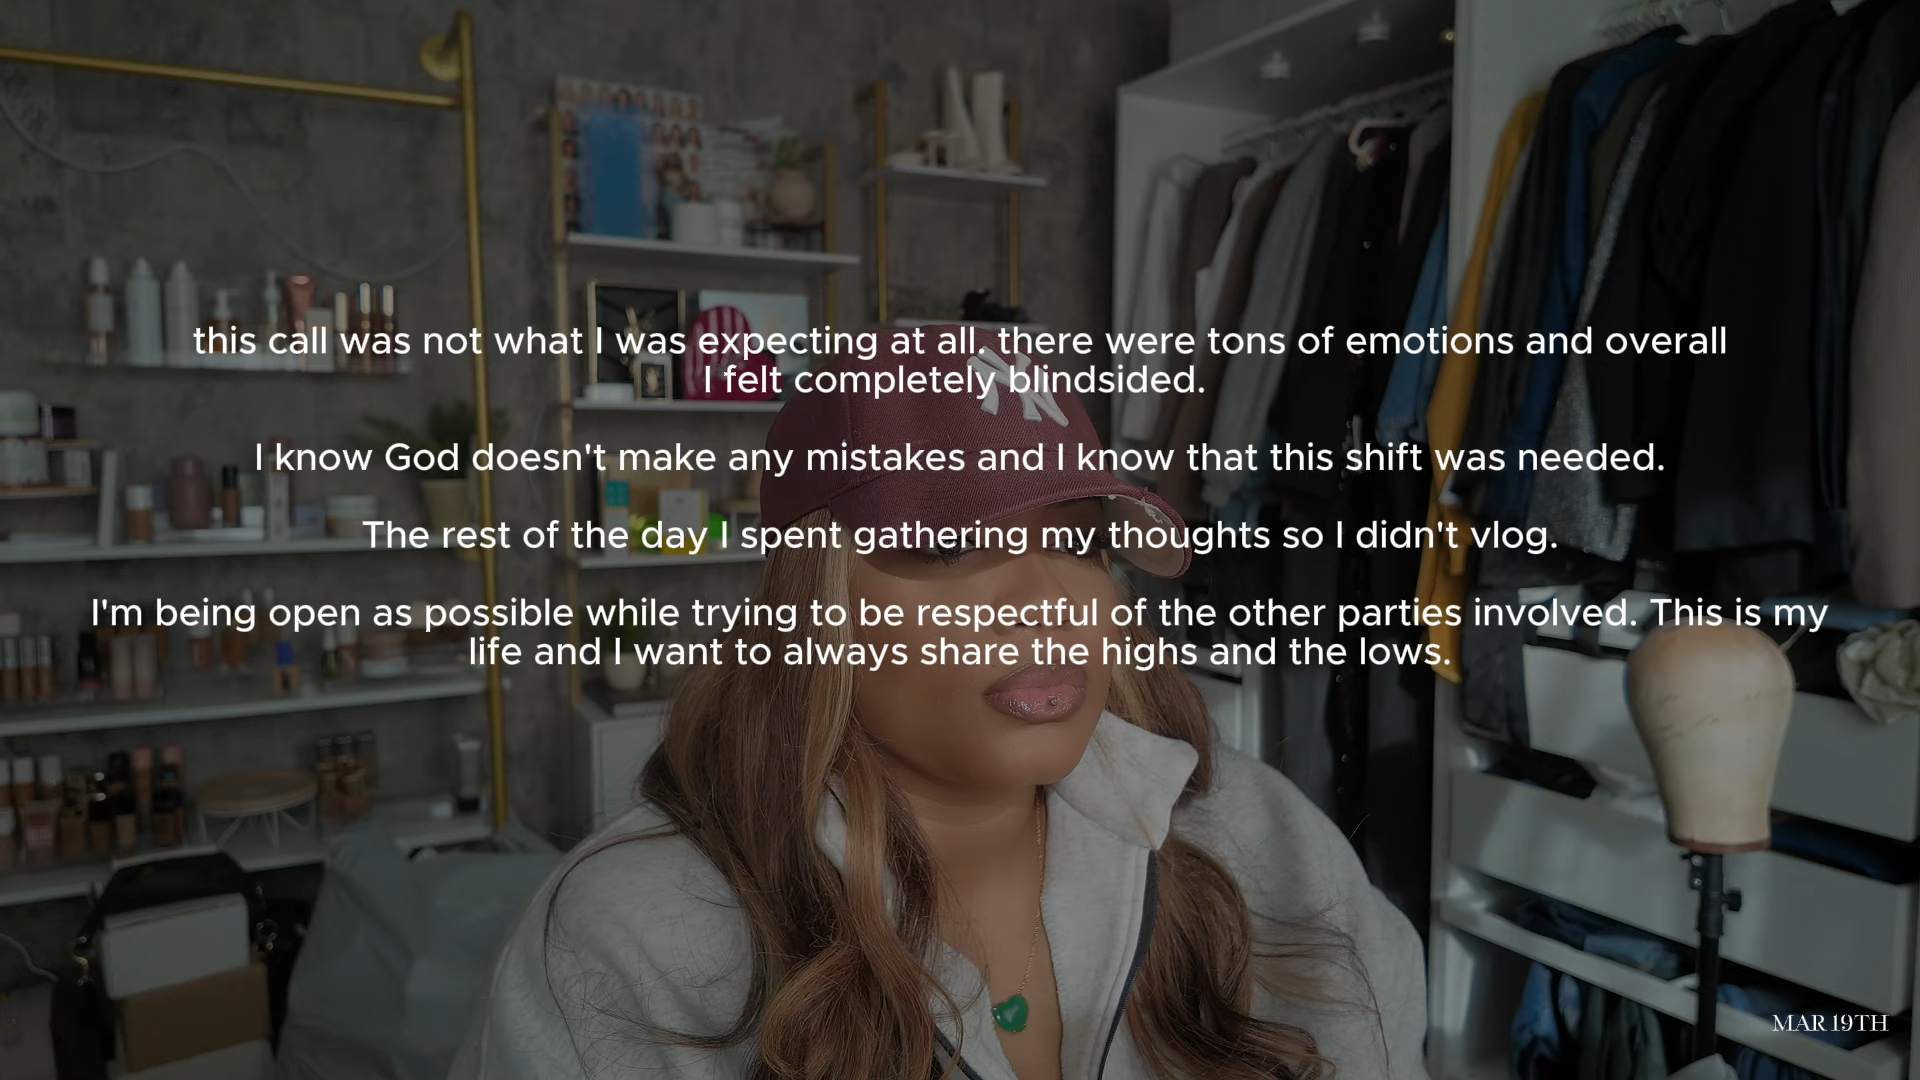 this call was not what I was expecting at all. there were tons of emotions and overall
I felt completely blindsided.
I know God doesn't make any mistakes and I know that this shift was needed.
The rest of the day I spent gathering my thoughts so I didn't vlog.
I'm being open as possible while trying to be respectful of the other parties involved. This is my
life and I want to always share the highs and the lows.
NY
MAR 19TH